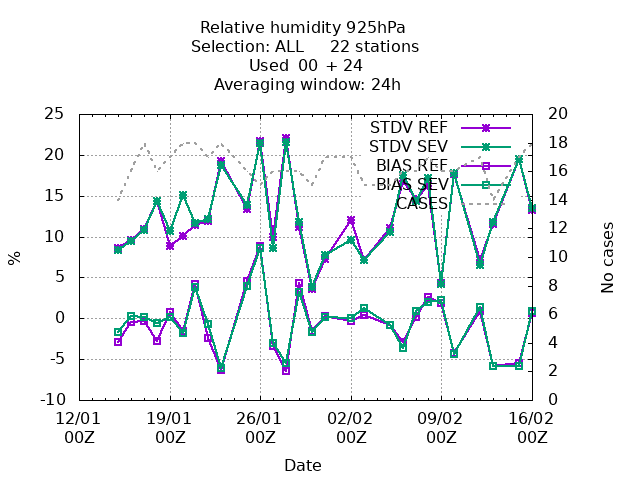 Relative humidity 925hPa
Selection: ALL 22 stations
Used 00 + 24
Averaging window: 24h
25
20
15
10
5
0
-5
-10
%
20
18
16
14
12
10
8
6
4
2
0
No cases
STDV REF
STDV SEV
BIAS REF
BIAS SEV
CASES
12/01 19/01 26/01 02/02 09/02 16/02
00Z 00Z 00Z 00Z 00Z 00Z
Date